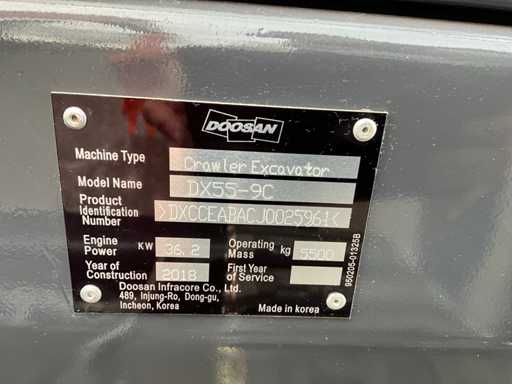 DOOSAN
Machine Type Crawler Excavator
Model Name DX55-9C
Product Identification Number >DXCCEABACJ0025961<
Engine Power KW 36.2 Operating Mass kg 5500
Year of Construction 2018 First Year of Service
Doosan Infracore Co., Ltd.
489, Injung-Ro, Dong-gu,
Incheon, Korea
Made in korea
950205-01325B